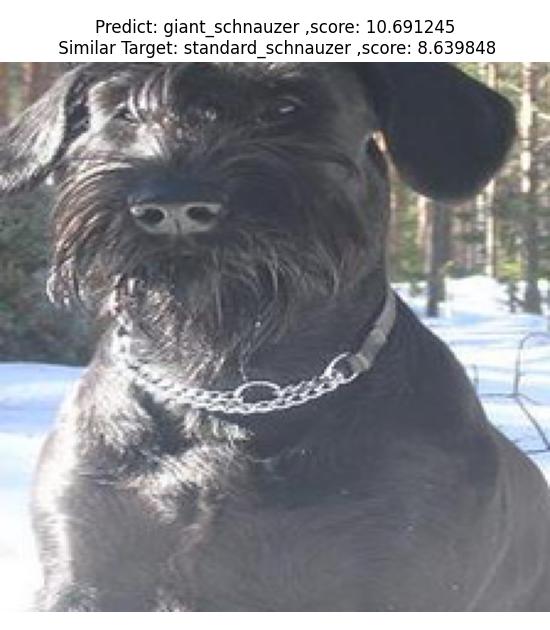 Predict: giant_schnauzer ,score: 10.691245
Similar Target: standard_schnauzer ,score: 8.639848